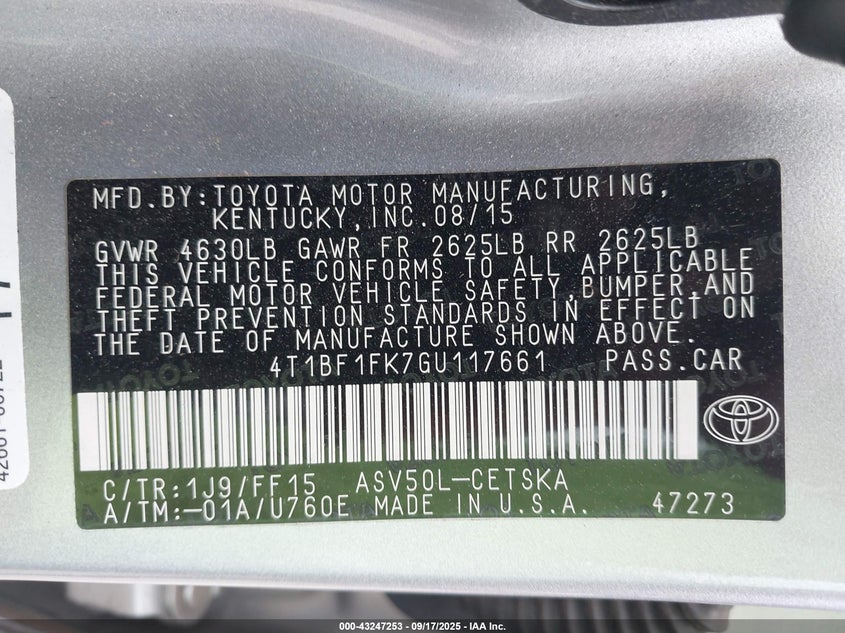 MFD.BY:TOYOTA MOTOR MANUFACTURING,
KENTUCKY,INC.08/15
GVWR 4630LB GAWR FR 2625LB RR 2625LB
THIS VEHICLE CONFORMS TO ALL APPLICABLE
FEDERAL MOTOR VEHICLE SAFETY,BUMPER,AND
THEFT PREVENTION STANDARDS IN EFFECT ON
THE DATE OF MANUFACTURE SHOWN ABOVE.
4T1BF1FK7GU117661 PASS.CAR
C/TR:1J9/FF15 ASV50L-CETSKA
A/TM:-01A/U760E MADE IN U.S.A. 47273
000-43247253 - 09/17/2025 - IAA Inc.